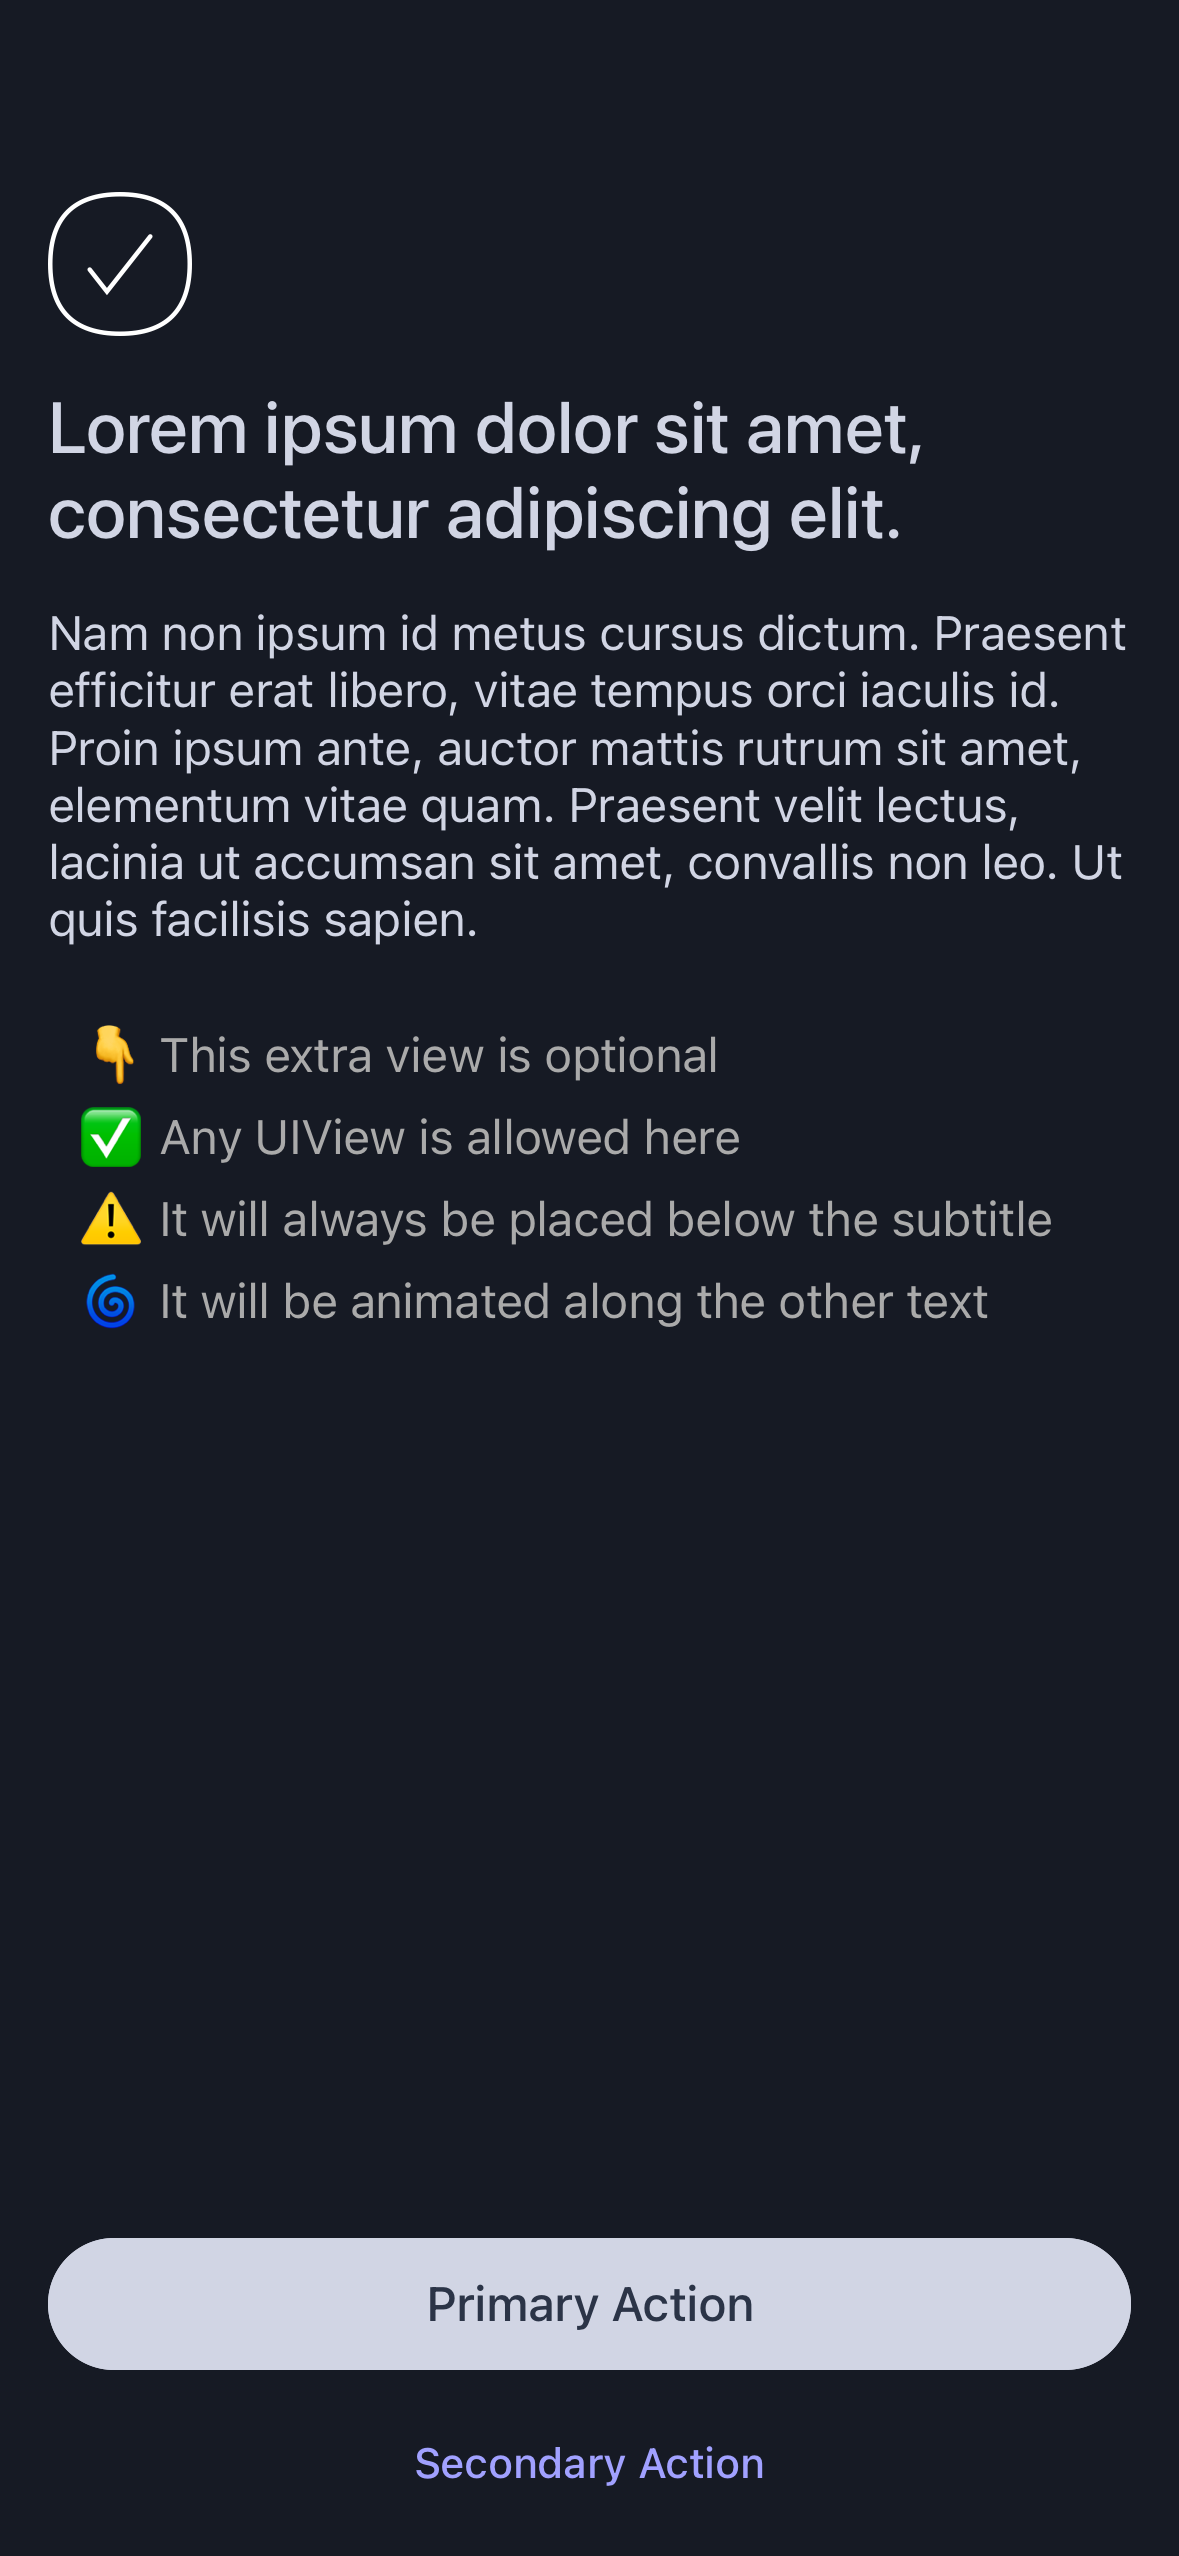 Lorem ipsum dolor sit amet,
consectetur adipiscing elit.
Nam non ipsum id metus cursus dictum. Praesent
efficitur erat libero, vitae tempus orci iaculis id.
Proin ipsum ante, auctor mattis rutrum sit amet,
elementum vitae quam. Praesent velit lectus,
lacinia ut accumsan sit amet, convallis non leo. Ut
quis facilisis sapien.
👇 This extra view is optional
✅ Any UIView is allowed here
⚠️ It will always be placed below the subtitle
🌀 It will be animated along the other text
Primary Action
Secondary Action